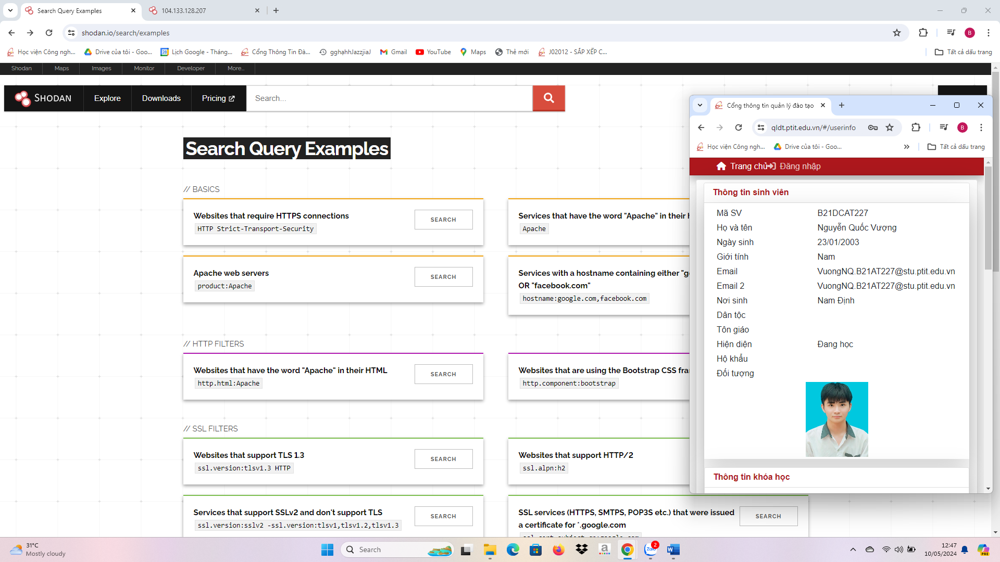 Search Query Examples
104.133.128.207
shodan.io/search/examples
B
Học viện Công ngh...
Drive của tôi - Goo...
28
Lịch Google - Tháng...
Cổng Thông Tin Đà...
gghạhhJazzjiaJ
Gmail
YouTube
Maps
Thẻ mới
J02012 - SẮP XẾP C...
Tất cả dấu trang
Shodan
Maps
Images
Monitor
Developer
More...
SHODAN
Explore
Downloads
Pricing
Search...
Search Query Examples
// BASICS
Websites that require HTTPS connections
HTTP Strict-Transport-Security
SEARCH
Services that have the word "Apache" in their h
Apache
Apache web servers
product:Apache
SEARCH
Services with a hostname containing either "go
OR "facebook.com"
hostname:google.com,facebook.com
// HTTP FILTERS
Websites that have the word "Apache" in their HTML
http.html:Apache
SEARCH
Websites that are using the Bootstrap CSS fra
http.component:bootstrap
// SSL FILTERS
Websites that support TLS 1.3
ssl.version:tlsv1.3 HTTP
SEARCH
Websites that support HTTP/2
ssl.alpn:h2
Services that support SSLv2 and don't support TLS
ssl.version:sslv2 -ssl.version:tlsv1,tlsv1.2,tlsv1.3
SEARCH
SSL services (HTTPS, SMTPS, POP3S etc.) that were issued
a certificate for *.google.com
SEARCH
Cổng thông tin quản lý đào tạo
qldt.ptit.edu.vn/#/userinfo
B
Học viện Công ngh...
Drive của tôi - Goo...
Tất cả dấu trang
Trang chủ
Đăng nhập
Thông tin sinh viên
Mã SV B21DCAT227
Họ và tên Nguyễn Quốc Vượng
Ngày sinh 23/01/2003
Giới tính Nam
Email VuongNQ.B21AT227@stu.ptit.edu.vn
Email 2 VuongNQ.B21AT227@stu.ptit.edu.vn
Nơi sinh Nam Định
Dân tộc
Tôn giáo
Hiện diện Đang học
Hộ khẩu
Đối tượng
Thông tin khóa học
31°C
Mostly cloudy
Search
a
Zalo
2
W
12:47
10/05/2024
PRE